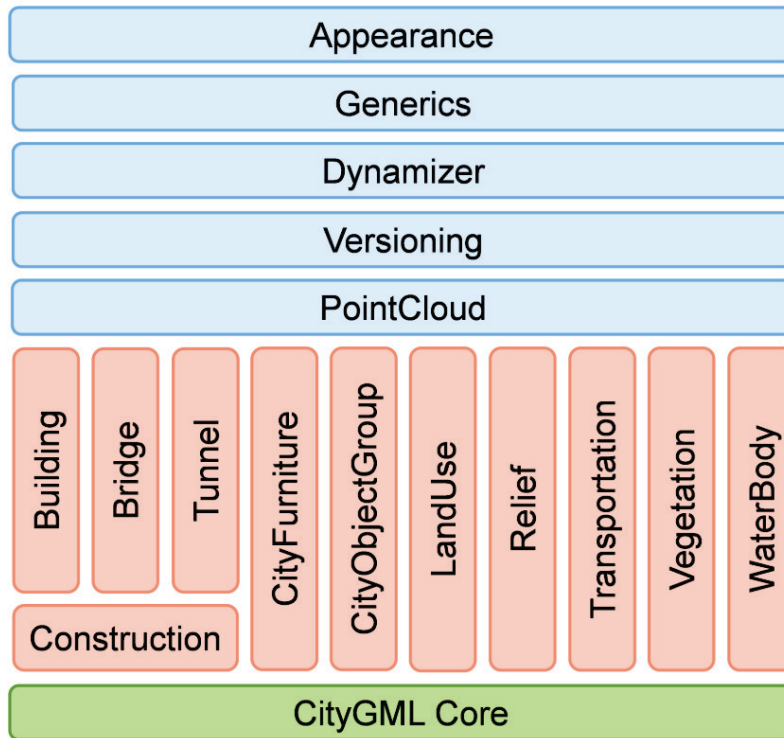 Appearance
Generics
Dynamizer
Versioning
PointCloud
Building
Bridge
Tunnel
CityFurniture
CityObjectGroup
LandUse
Relief
Transportation
Vegetation
WaterBody
Construction
CityGML Core